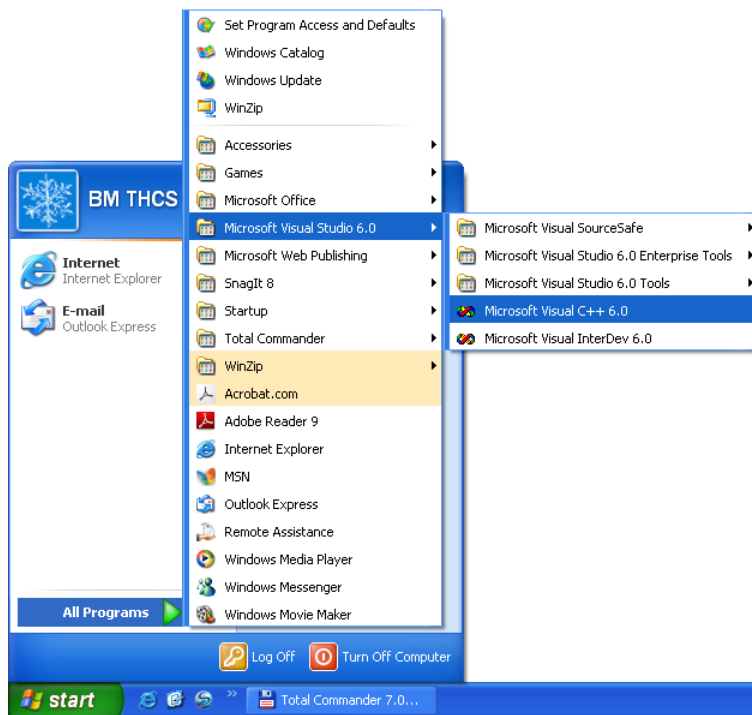 Set Program Access and Defaults
Windows Catalog
Windows Update
WinZip
Accessories
Games
Microsoft Office
Microsoft Visual Studio 6.0
Microsoft Web Publishing
SnagIt 8
Startup
Total Commander
WinZip
Acrobat.com
Adobe Reader 9
Internet Explorer
MSN
Outlook Express
Remote Assistance
Windows Media Player
Windows Messenger
Windows Movie Maker
Microsoft Visual SourceSafe
Microsoft Visual Studio 6.0 Enterprise Tools
Microsoft Visual Studio 6.0 Tools
Microsoft Visual C++ 6.0
Microsoft Visual InterDev 6.0
BM THCS
Internet
Internet Explorer
E-mail
Outlook Express
All Programs
Log Off Turn Off Computer
start » Total Commander 7.0...